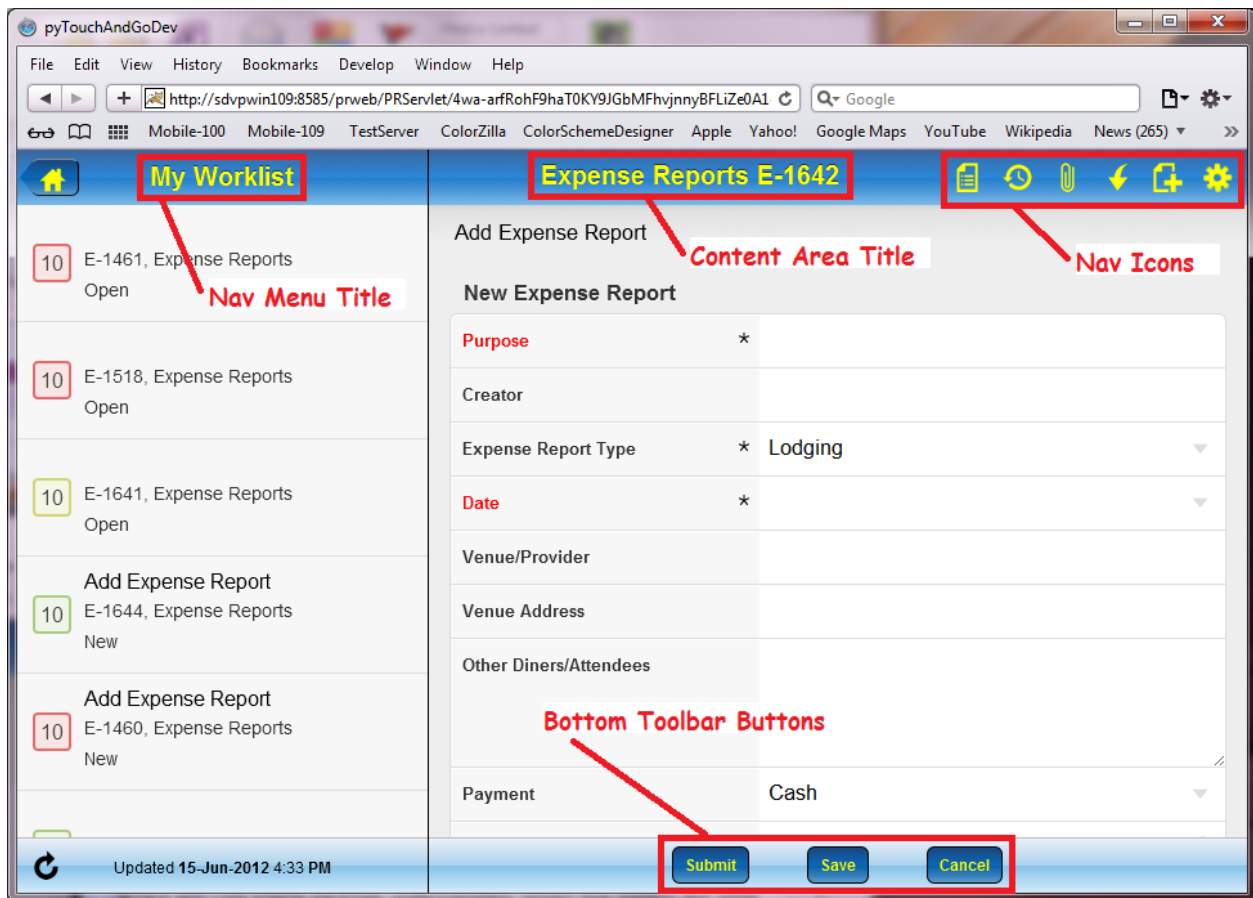 pyTouchAndGoDev
File Edit View History Bookmarks Develop Window Help
http://sdvpwin109:8585/prweb/PRServlet/4wa-arfRohF9haT0KY9JGbMFhvjnnyBFLiZe0A1 Google
Mobile-100 Mobile-109 TestServer ColorZilla ColorSchemeDesigner Apple Yahoo! Google Maps YouTube Wikipedia News (265)
My Worklist
Expense Reports E-1642
10
E-1461, Expense Reports
Open
Nav Menu Title
10
E-1518, Expense Reports
Open
10
E-1641, Expense Reports
Open
Add Expense Report
10
E-1644, Expense Reports
New
Add Expense Report
10
E-1460, Expense Reports
New
Updated 15-Jun-2012 4:33 PM
Add Expense Report
Content Area Title
Nav Icons
New Expense Report
Purpose *
Creator
Expense Report Type * Lodging
Date *
Venue/Provider
Venue Address
Other Diners/Attendees
Bottom Toolbar Buttons
Payment Cash
Submit Save Cancel